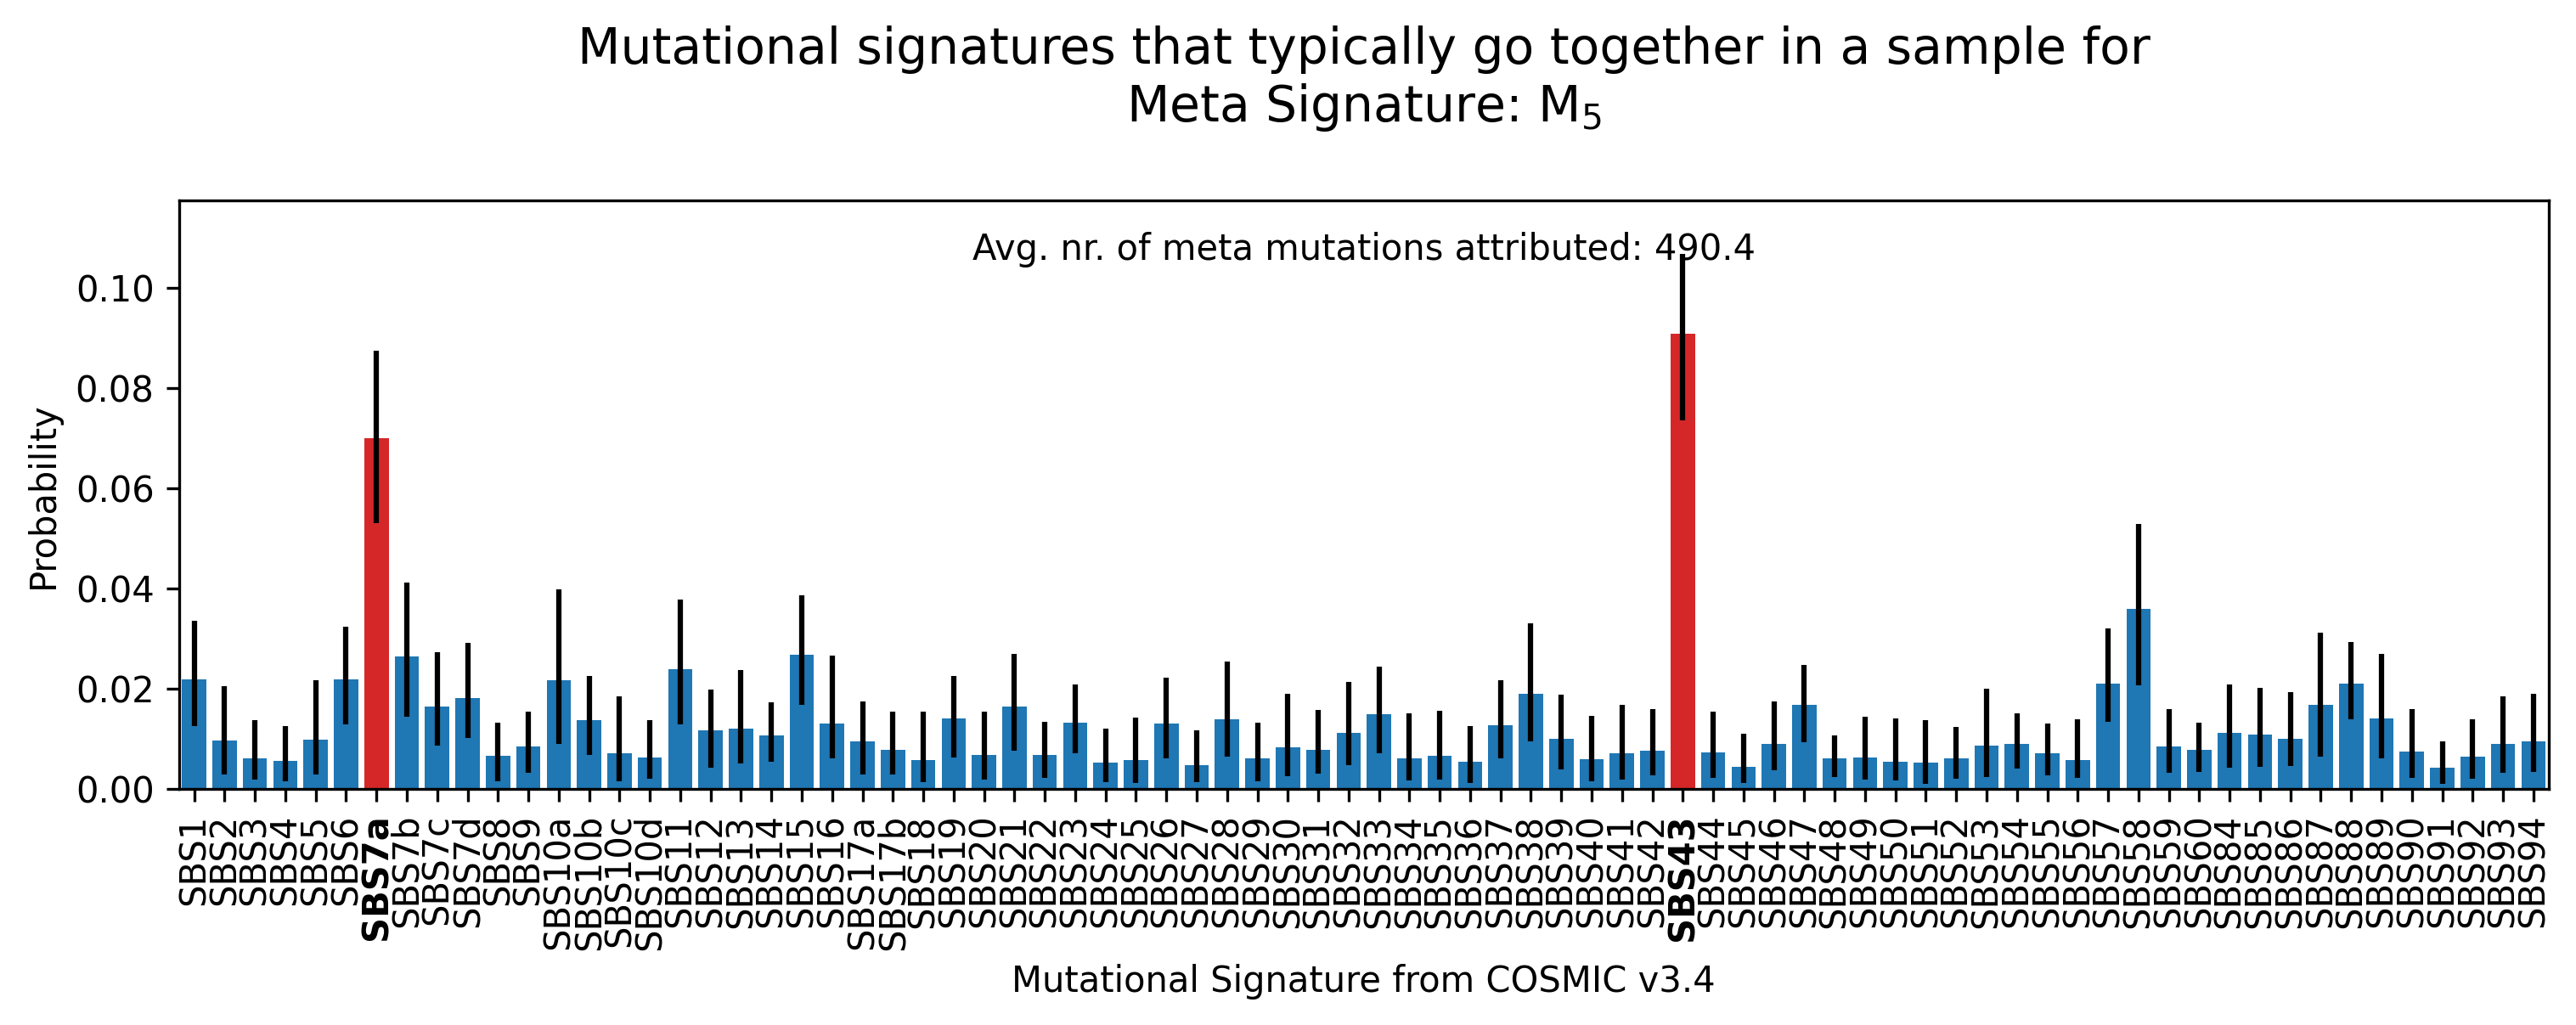 Mutational signatures that typically go together in a sample for
Meta Signature: M₅
Avg. nr. of meta mutations attributed: 490.4
Probability
0.10
0.08
0.06
0.04
0.02
0.00
SBS1
SBS2
SBS3
SBS4
SBS5
SBS6
SBS7a
SBS7b
SBS7c
SBS7d
SBS8
SBS9
SBS10a
SBS10b
SBS10c
SBS10d
SBS11
SBS12
SBS13
SBS14
SBS15
SBS16
SBS17a
SBS17b
SBS18
SBS19
SBS20
SBS21
SBS22
SBS23
SBS24
SBS25
SBS26
SBS27
SBS28
SBS29
SBS30
SBS31
SBS32
SBS33
SBS34
SBS35
SBS36
SBS37
SBS38
SBS39
SBS40
SBS41
SBS42
SBS43
SBS44
SBS45
SBS46
SBS47
SBS48
SBS49
SBS50
SBS51
SBS52
SBS53
SBS54
SBS55
SBS56
SBS57
SBS58
SBS59
SBS60
SBS84
SBS85
SBS86
SBS87
SBS88
SBS89
SBS90
SBS91
SBS92
SBS93
SBS94
Mutational Signature from COSMIC v3.4